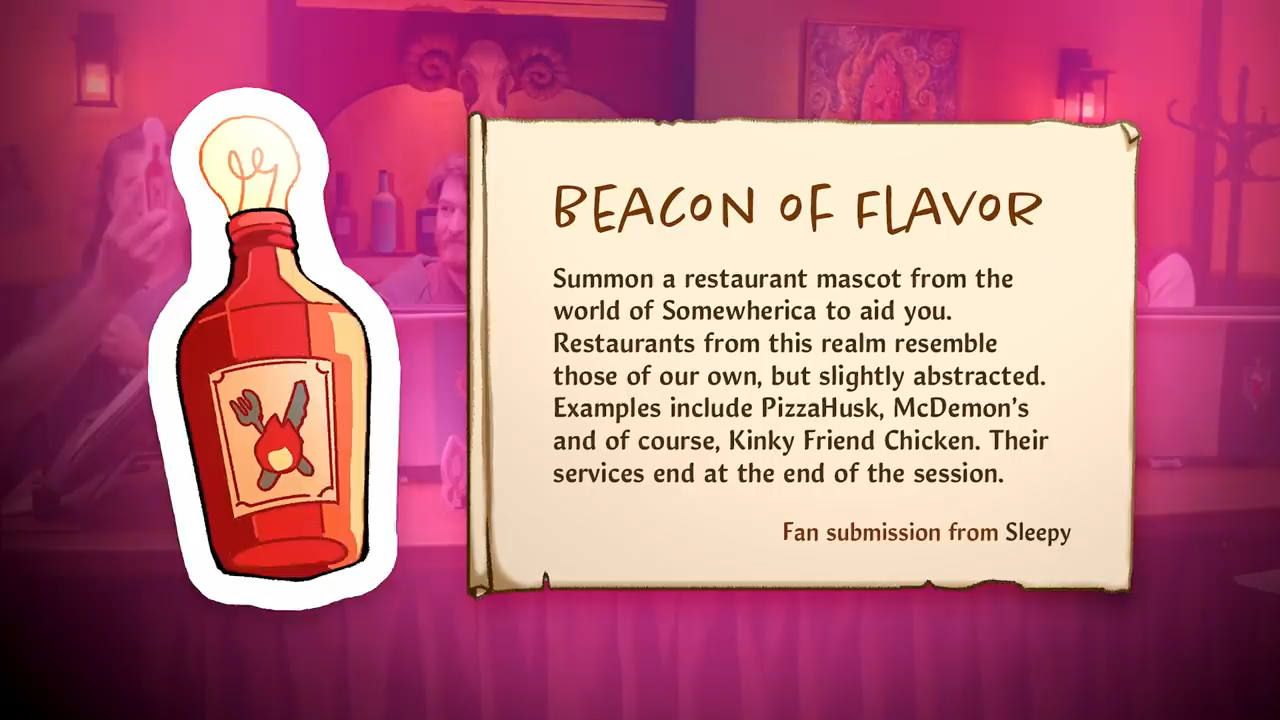 BEACON OF FLAVOR
Summon a restaurant mascot from the
world of Somewherica to aid you.
Restaurants from this realm resemble
those of our own, but slightly abstracted.
Examples include PizzaHusk, McDemon's
and of course, Kinky Friend Chicken. Their
services end at the end of the session.
Fan submission from Sleepy